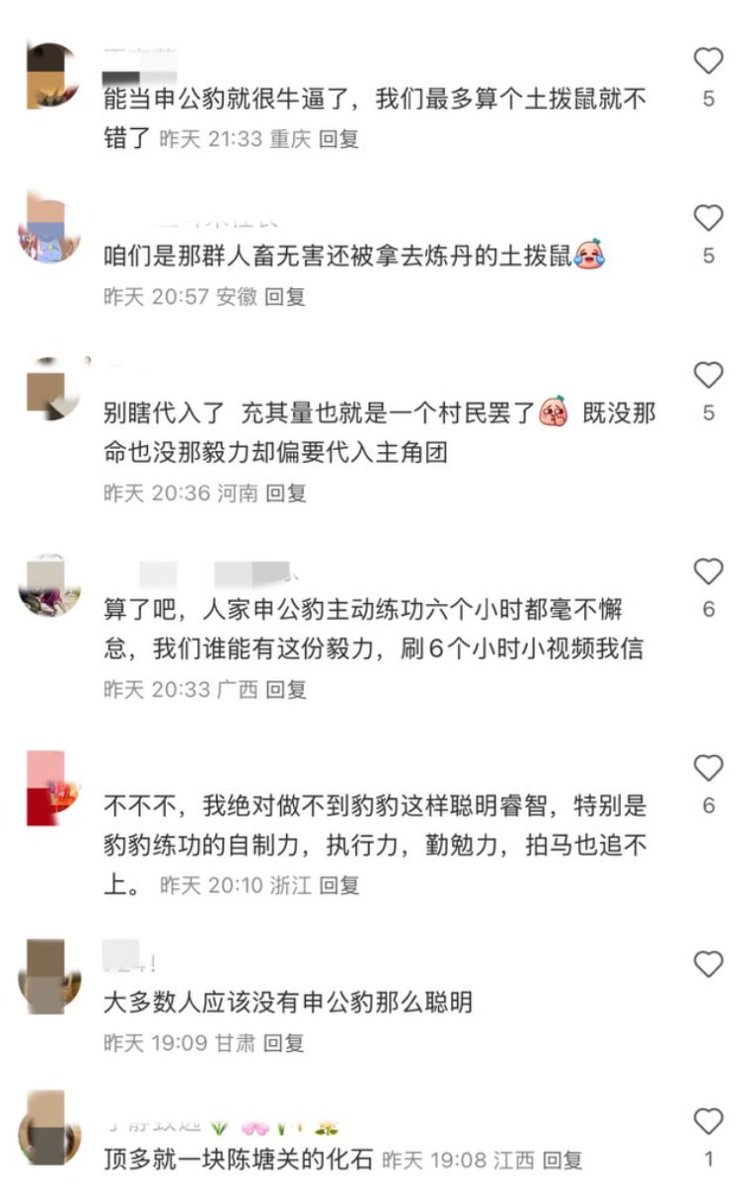 能当申公豹就很牛逼了，我们最多算个土拨鼠就不
错了 昨天 21:33 重庆 回复
5
咱们是那群人畜无害还被拿去炼丹的土拨鼠
昨天 20:57 安徽 回复
5
别瞎代入了 充其量也就是一个村民罢了 既没那
命也没那毅力却偏要代入主角团
昨天 20:36 河南 回复
5
算了吧，人家申公豹主动练功六个小时都毫不懈
怠，我们谁能有这份毅力，刷6个小时小视频我信
昨天 20:33 广西 回复
6
不不不，我绝对做不到豹豹这样聪明睿智，特别是
豹豹练功的自制力，执行力，勤勉力，拍马也追不
上。 昨天 20:10 浙江 回复
6
大多数人应该没有申公豹那么聪明
昨天 19:09 甘肃 回复
顶多就一块陈塘关的化石 昨天 19:08 江西 回复
1